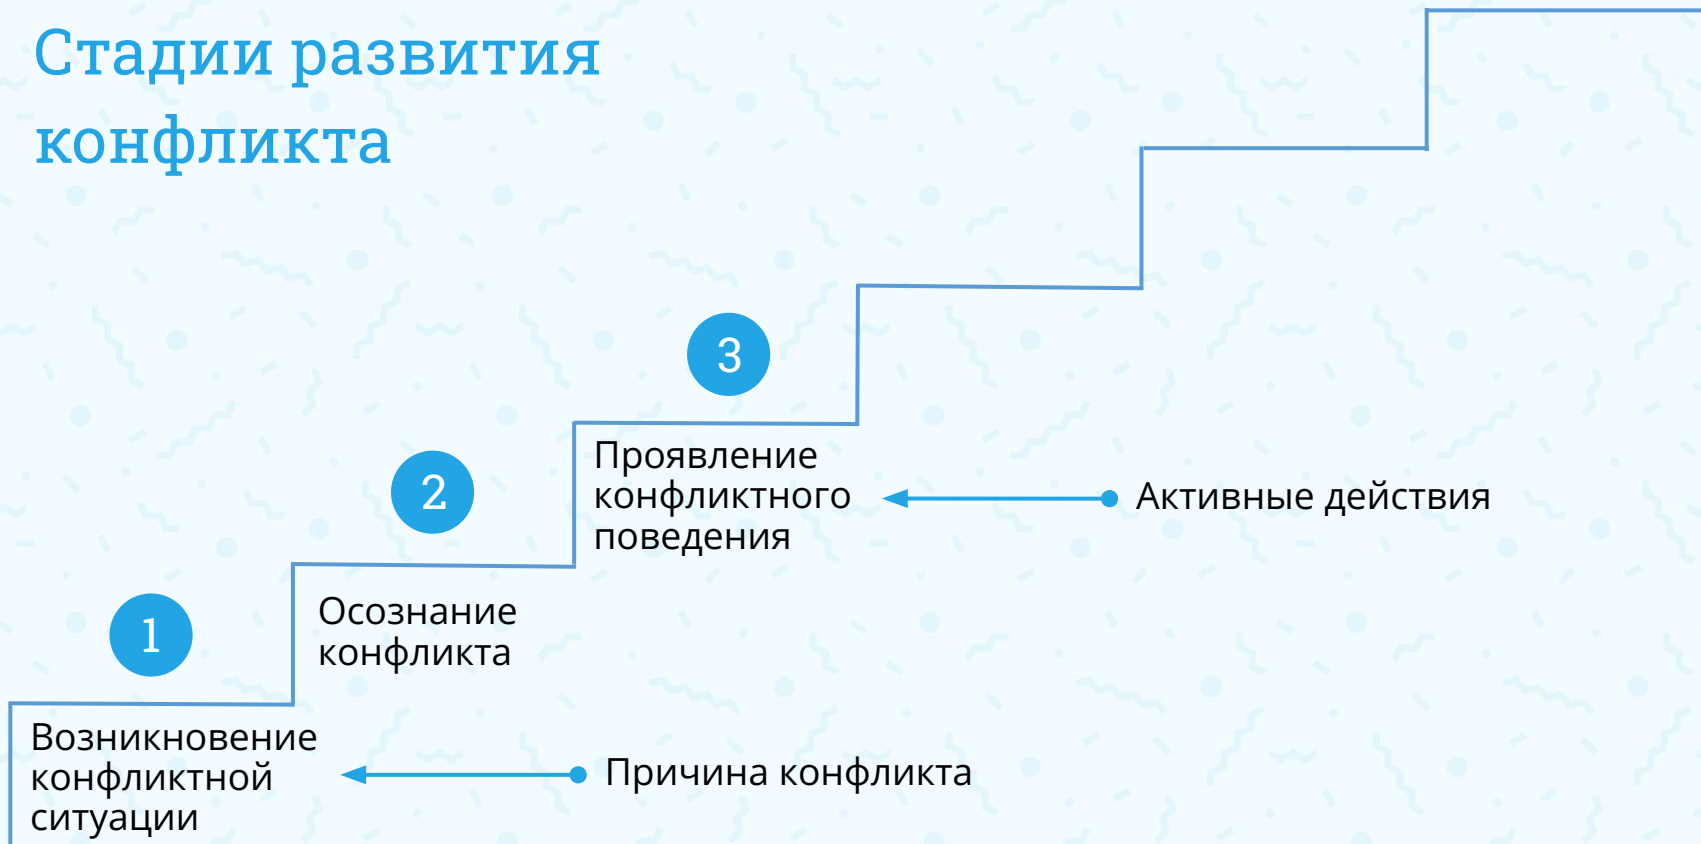 Стадии развития
конфликта
3
Проявление
конфликтного
поведения
Активные действия
2
Осознание
конфликта
1
Возникновение
конфликтной
ситуации
Причина конфликта